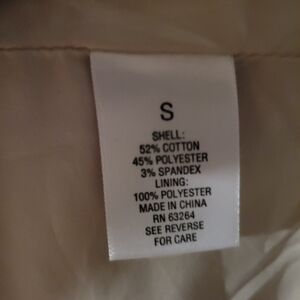 S
SHELL:
52% COTTON
45% POLYESTER
3% SPANDEX
LINING:
100% POLYESTER
MADE IN CHINA
RN 63264
SEE REVERSE
FOR CARE